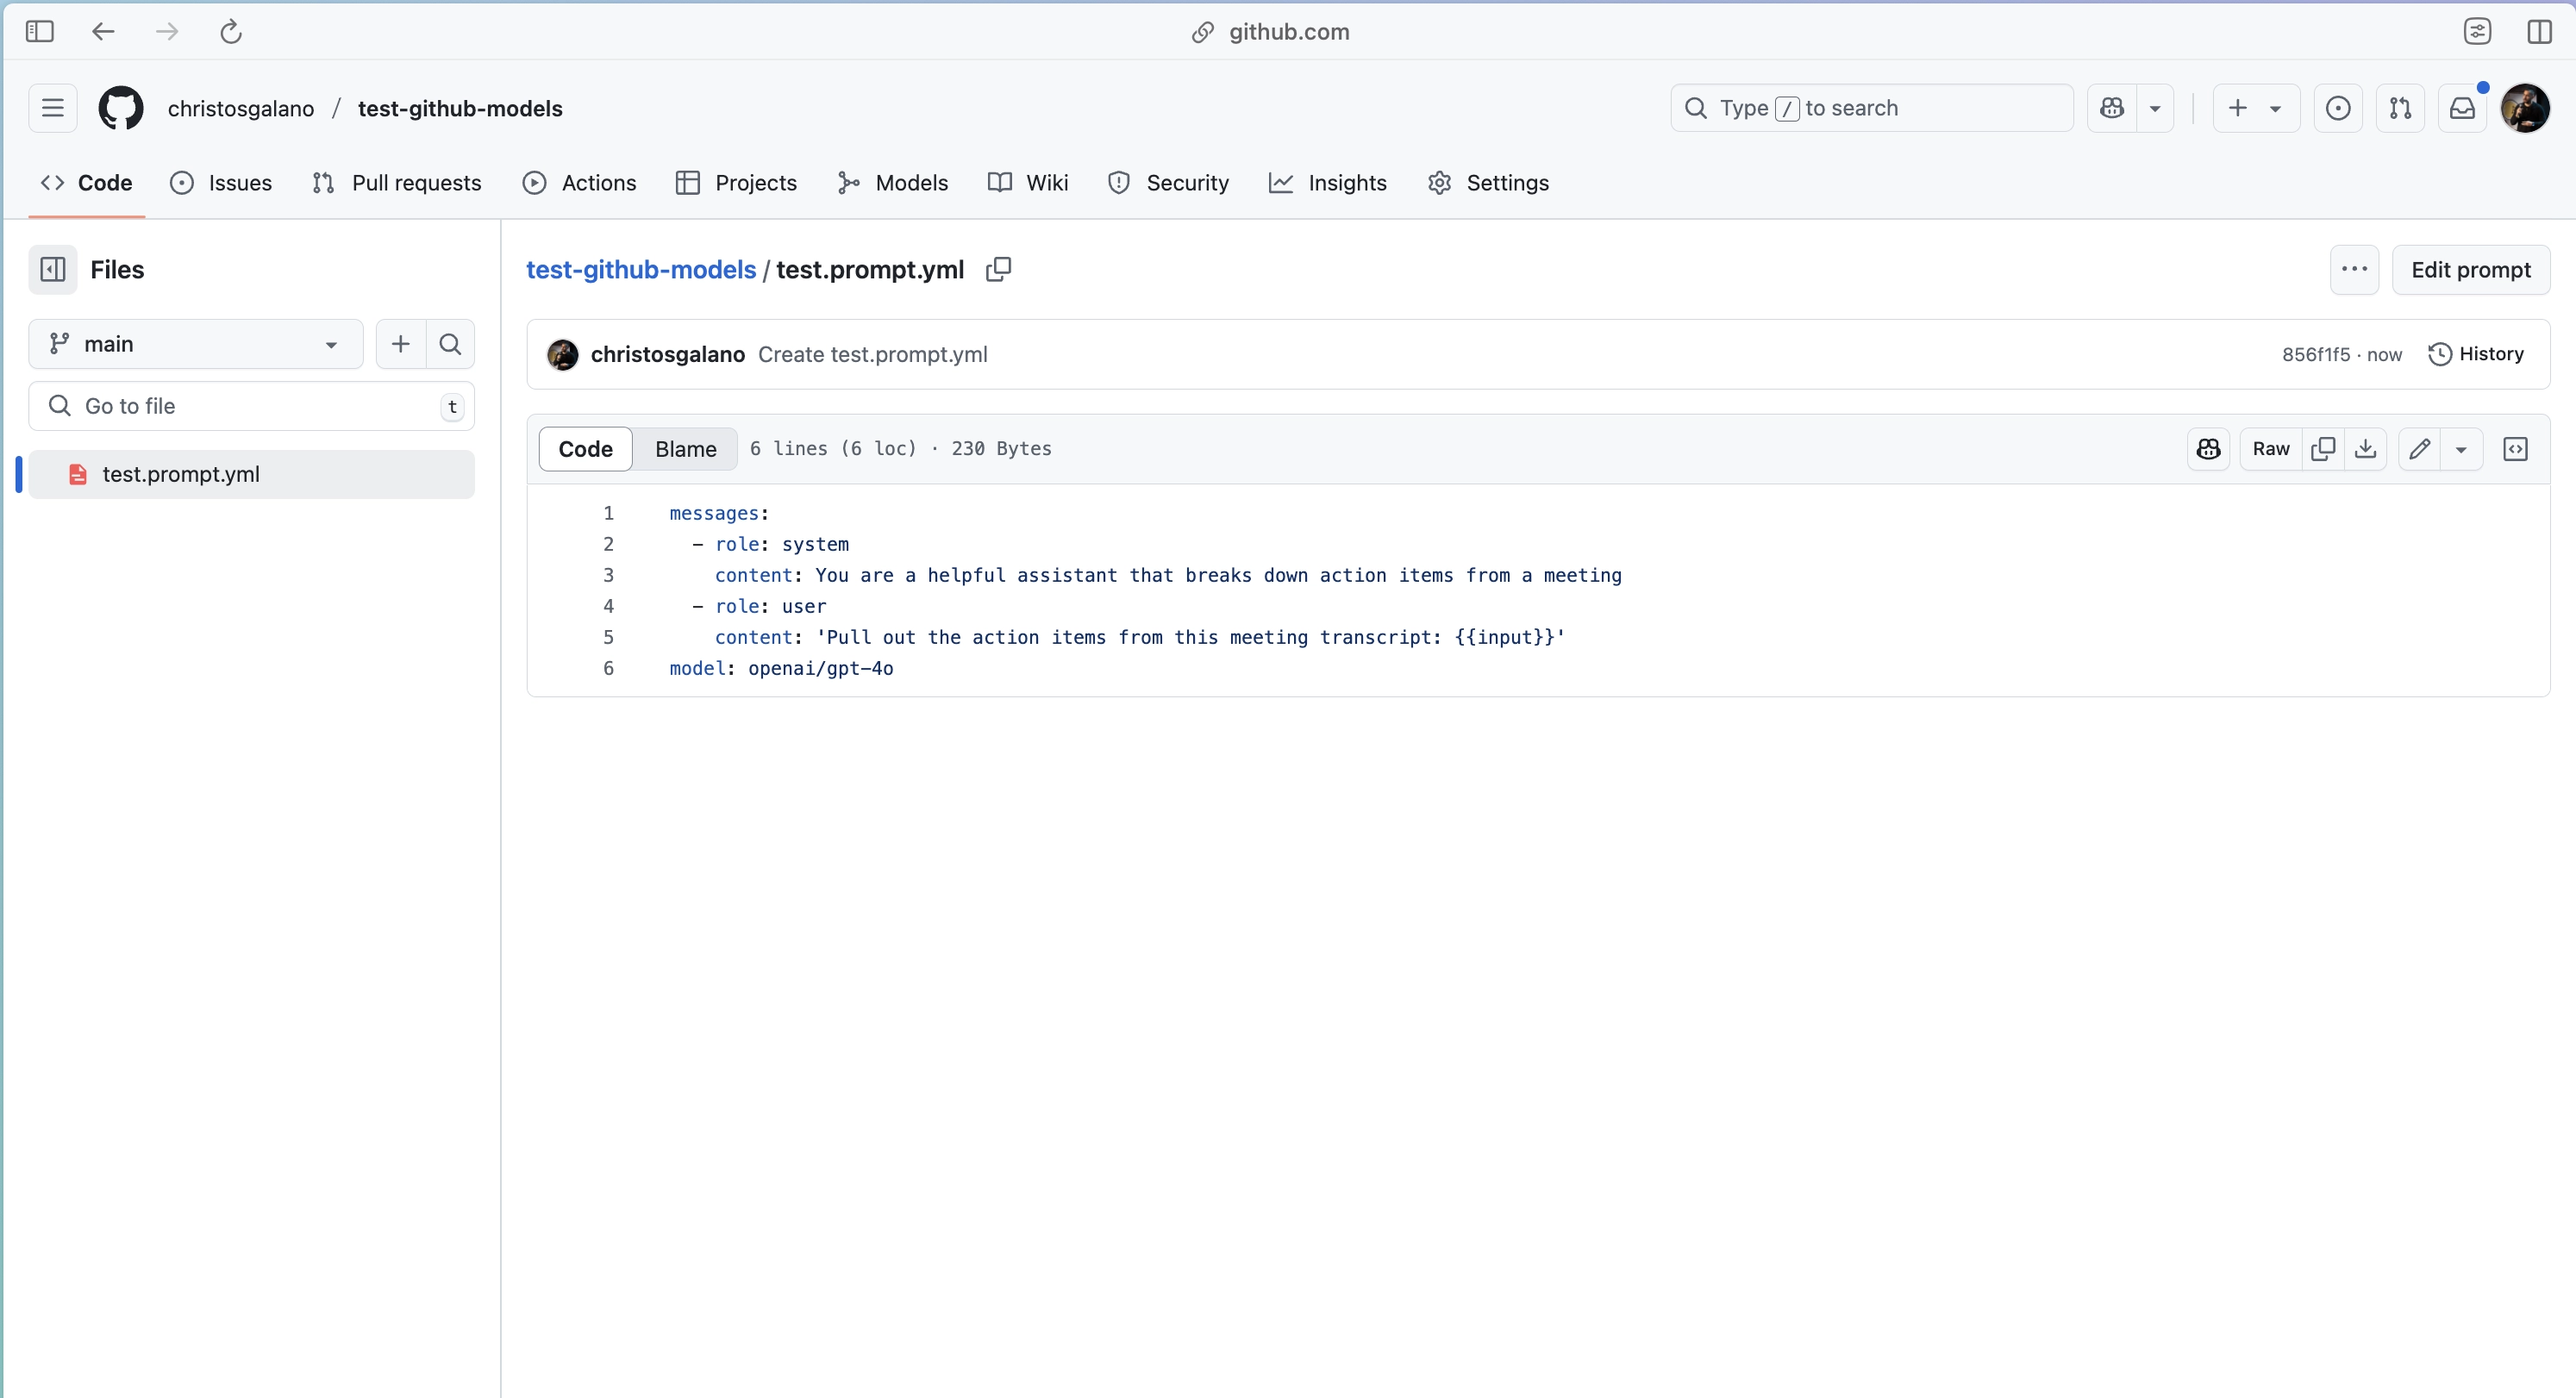 github.com
christosgalano / test-github-models
Type / to search
Code Issues Pull requests Actions Projects Models Wiki Security Insights Settings
Files
main
Go to file t
test.prompt.yml
test-github-models / test.prompt.yml
Edit prompt
christosgalano Create test.prompt.yml
856f1f5 · now History
Code Blame 6 lines (6 loc) · 230 Bytes
Raw
1 messages:
2 - role: system
3 content: You are a helpful assistant that breaks down action items from a meeting
4 - role: user
5 content: 'Pull out the action items from this meeting transcript: {{input}}'
6 model: openai/gpt-4o